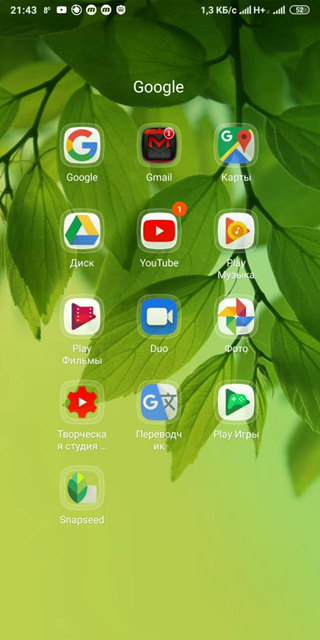 21:43 8° 1,3 КБ/с H+ 52
Google
1
Google Gmail Карты
1
Диск YouTube Play
Музыка
Play Duo Фото
Фильмы
Творческа Переводч Play Игры
я студия ... ик
Snapseed